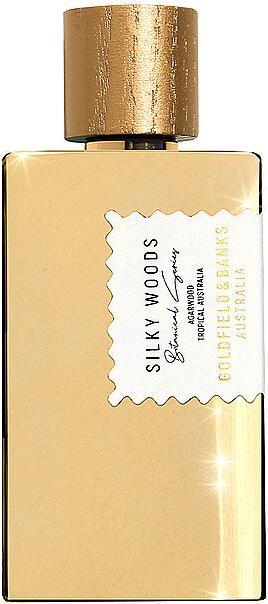 SILKY WOODS
Botanical Series
AGARWOOD
TROPICAL AUSTRALIA
GOLDFIELD & BANKS
AUSTRALIA